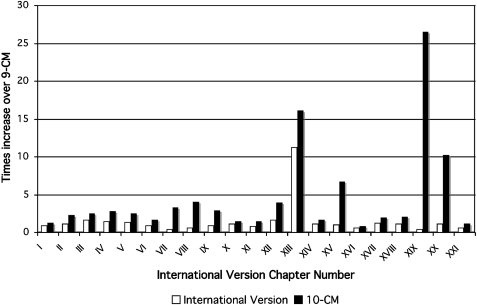 30
25
20
15
10
5
0
Times increase over 9-CM
I II III IV V VI VII VIII IX X XI XII XIII XIV XV XVI XVII XVIII XIX XX XXI
International Version Chapter Number
International Version 10-CM